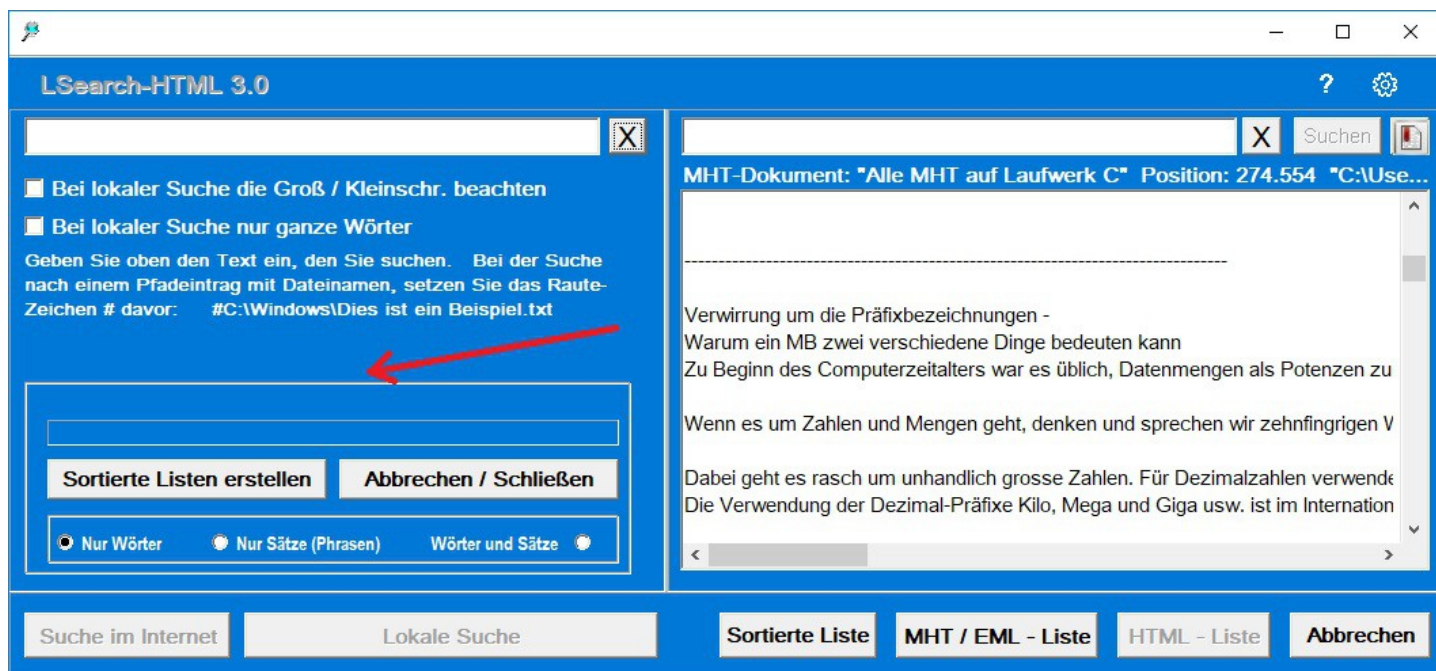 LSearch-HTML 3.0
?
X
Bei lokaler Suche die Groß / Kleinschr. beachten
Bei lokaler Suche nur ganze Wörter
Geben Sie oben den Text ein, den Sie suchen. Bei der Suche
nach einem Pfadeintrag mit Dateinamen, setzen Sie das Raute-
Zeichen # davor: #C:\Windows\Dies ist ein Beispiel.txt
Sortierte Listen erstellen
Abbrechen / Schließen
Nur Wörter
Nur Sätze (Phrasen)
Wörter und Sätze
X
Suchen
MHT-Dokument: "Alle MHT auf Laufwerk C" Position: 274.554 "C:\Use...
--------------------------------------------------------------------------------
Verwirrung um die Präfixbezeichnungen -
Warum ein MB zwei verschiedene Dinge bedeuten kann
Zu Beginn des Computerzeitalters war es üblich, Datenmengen als Potenzen zu
Wenn es um Zahlen und Mengen geht, denken und sprechen wir zehnfingrigen
Dabei geht es rasch um unhandlich grosse Zahlen. Für Dezimalzahlen verwende
Die Verwendung der Dezimal-Präfixe Kilo, Mega und Giga usw. ist im Internation
Suche im Internet
Lokale Suche
Sortierte Liste
MHT / EML - Liste
HTML - Liste
Abbrechen